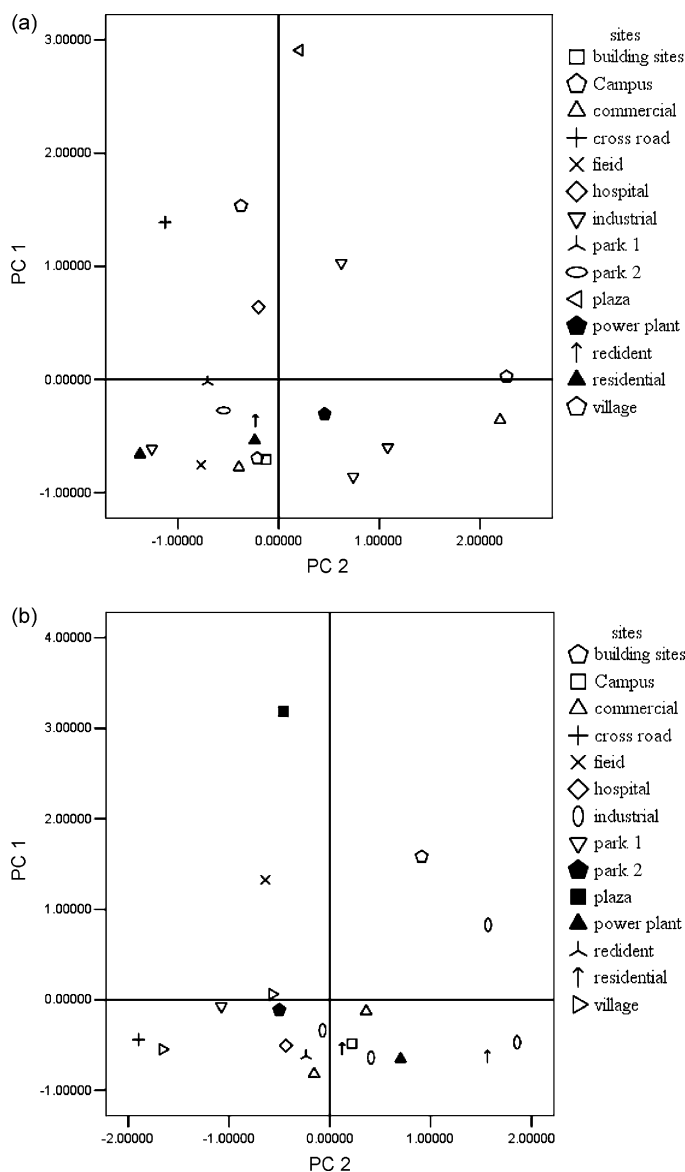 (a)
3.00000
2.00000
1.00000
0.00000
-1.00000
PC 1
-1.00000 0.00000 1.00000 2.00000
PC 2
sites
building sites
Campus
commercial
cross road
fieid
hospital
industrial
park 1
park 2
plaza
power plant
redident
residential
village
(b)
4.00000
3.00000
2.00000
1.00000
0.00000
-1.00000
PC 1
-2.00000 -1.00000 0.00000 1.00000 2.00000
PC 2
sites
building sites
Campus
commercial
cross road
fieid
hospital
industrial
park 1
park 2
plaza
power plant
redident
residential
village